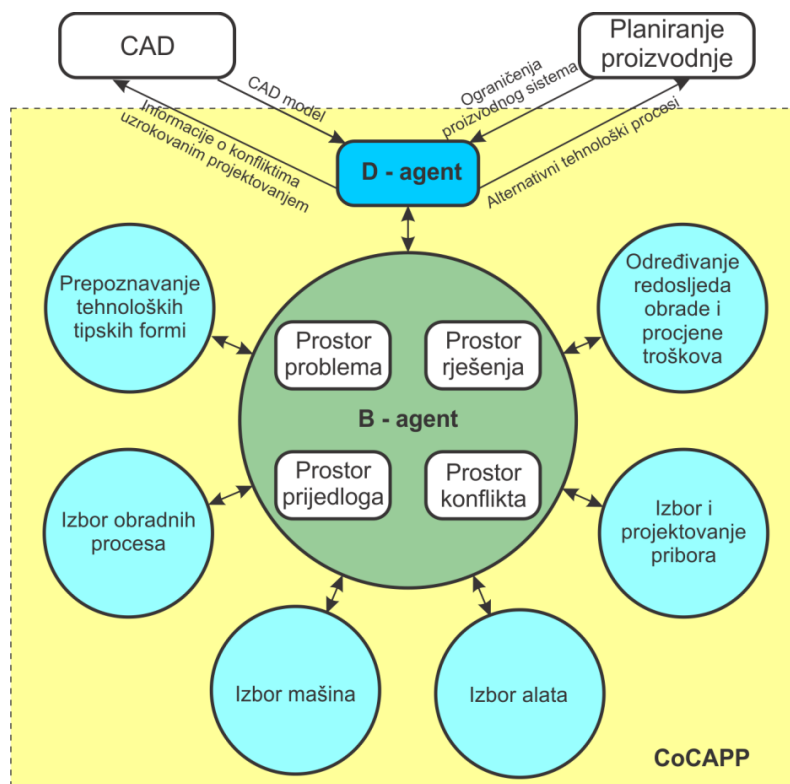 CAD
Planiranje
proizvodnje
CAD model
Informacije o konfliktima
uzrokovanim projektovanjem
Ograničenja
proizvodnog sistema
Alternativni tehnološki procesi
D - agent
Prepoznavanje
tehnoloških
tipskih formi
Određivanje
redosljeda
obrade i
procjene
troškova
Prostor
problema
Prostor
rješenja
B - agent
Prostor
prijedloga
Prostor
konflikta
Izbor obradnih
procesa
Izbor i
projektovanje
pribora
Izbor mašina
Izbor alata
CoCAPP